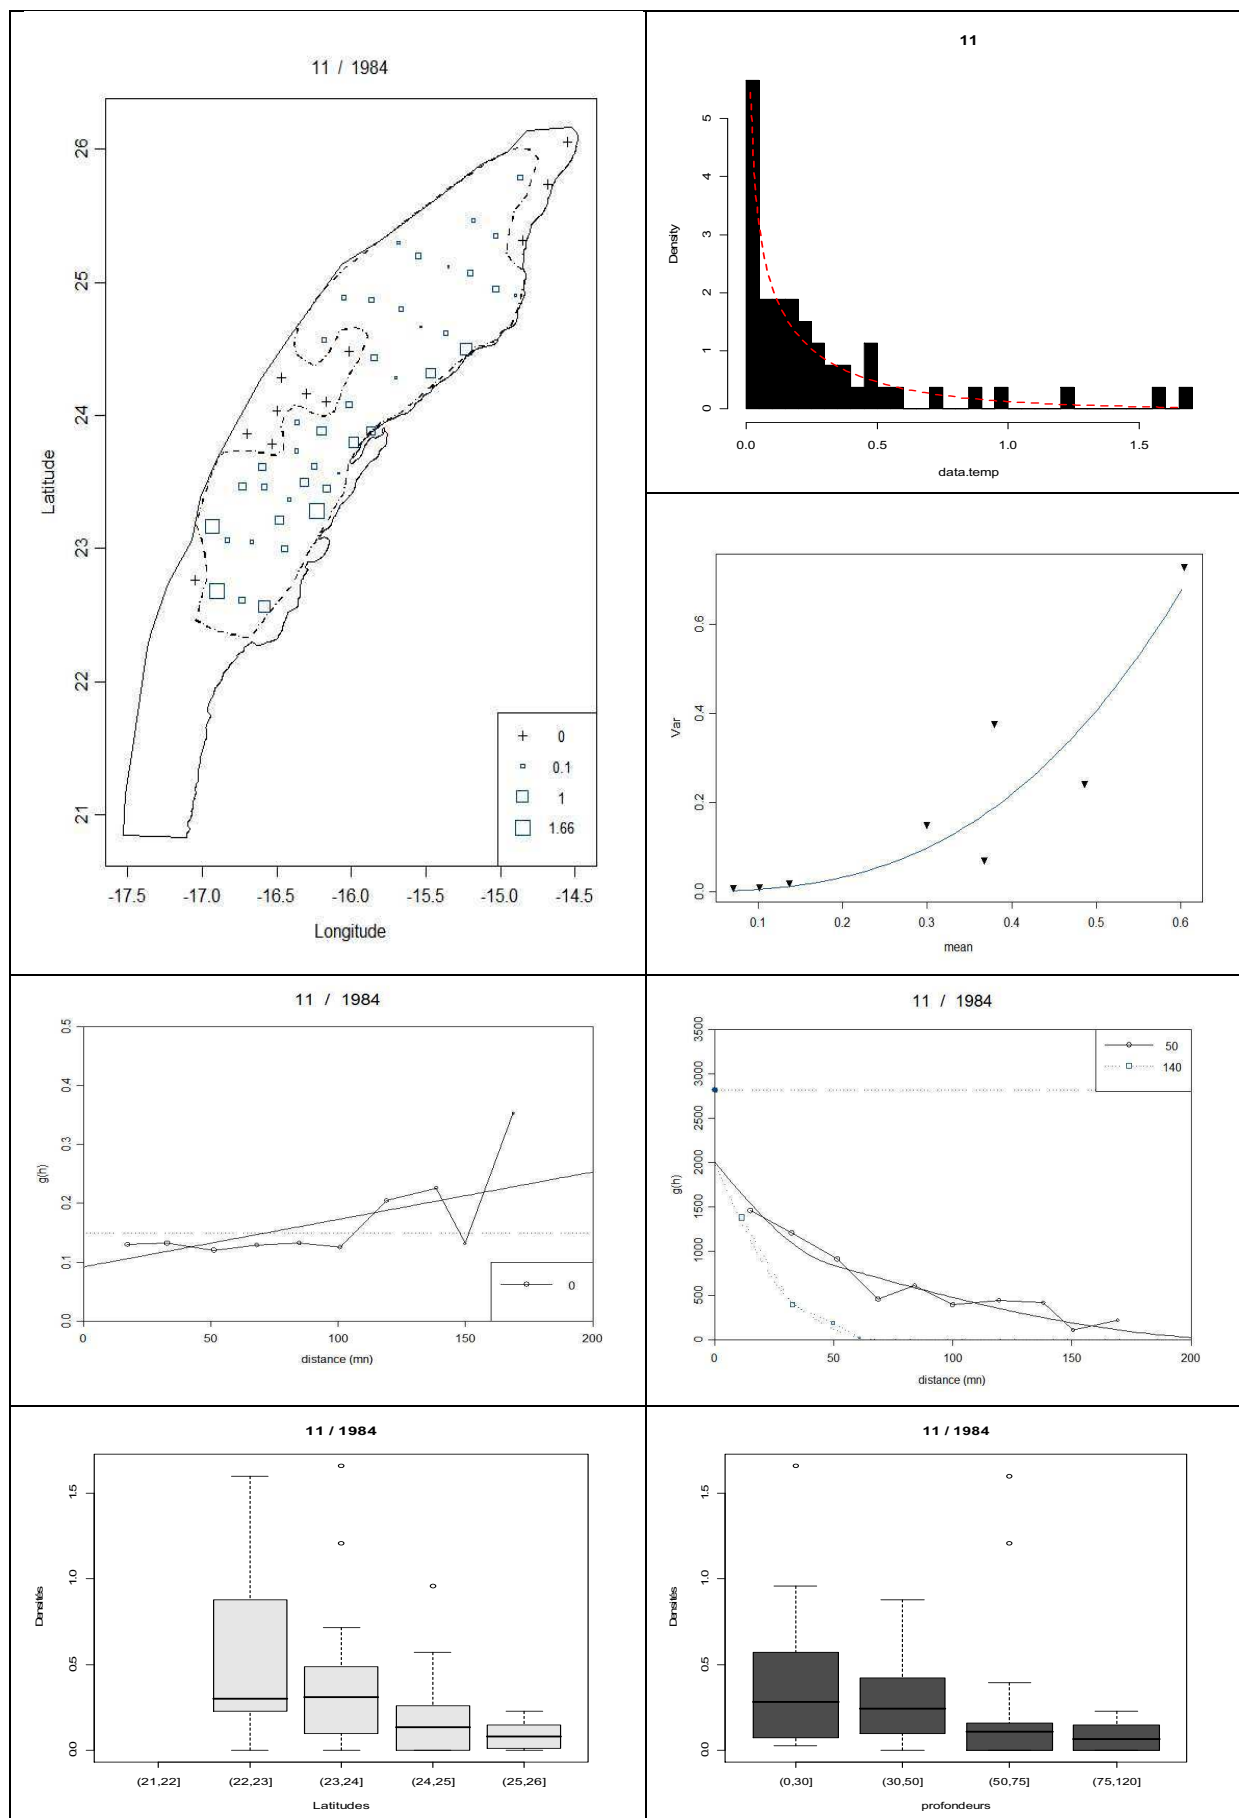 11 / 1984
Latitude
26
25
24
23
22
21
+ 0
0.1
1
1.66
-17.5 -17.0 -16.5 -16.0 -15.5 -15.0 -14.5
Longitude
11
Density
5
4
3
2
1
0
0.0 0.5 1.0 1.5
data.temp
Var
0.6
0.4
0.2
0.0
0.1 0.2 0.3 0.4 0.5 0.6
mean
11 / 1984
g(h)
0.5
0.4
0.3
0.2
0.1
0.0
0
0 50 100 150 200
distance (mn)
11 / 1984
g(h)
3500
3000
2500
2000
1500
1000
500
0
50
140
0 50 100 150 200
distance (mn)
11 / 1984
Densités
1.5
1.0
0.5
0.0
(21,22] (22,23] (23,24] (24,25] (25,26]
Latitudes
11 / 1984
Densités
1.5
1.0
0.5
0.0
(0,30] (30,50] (50,75] (75,120]
profondeurs